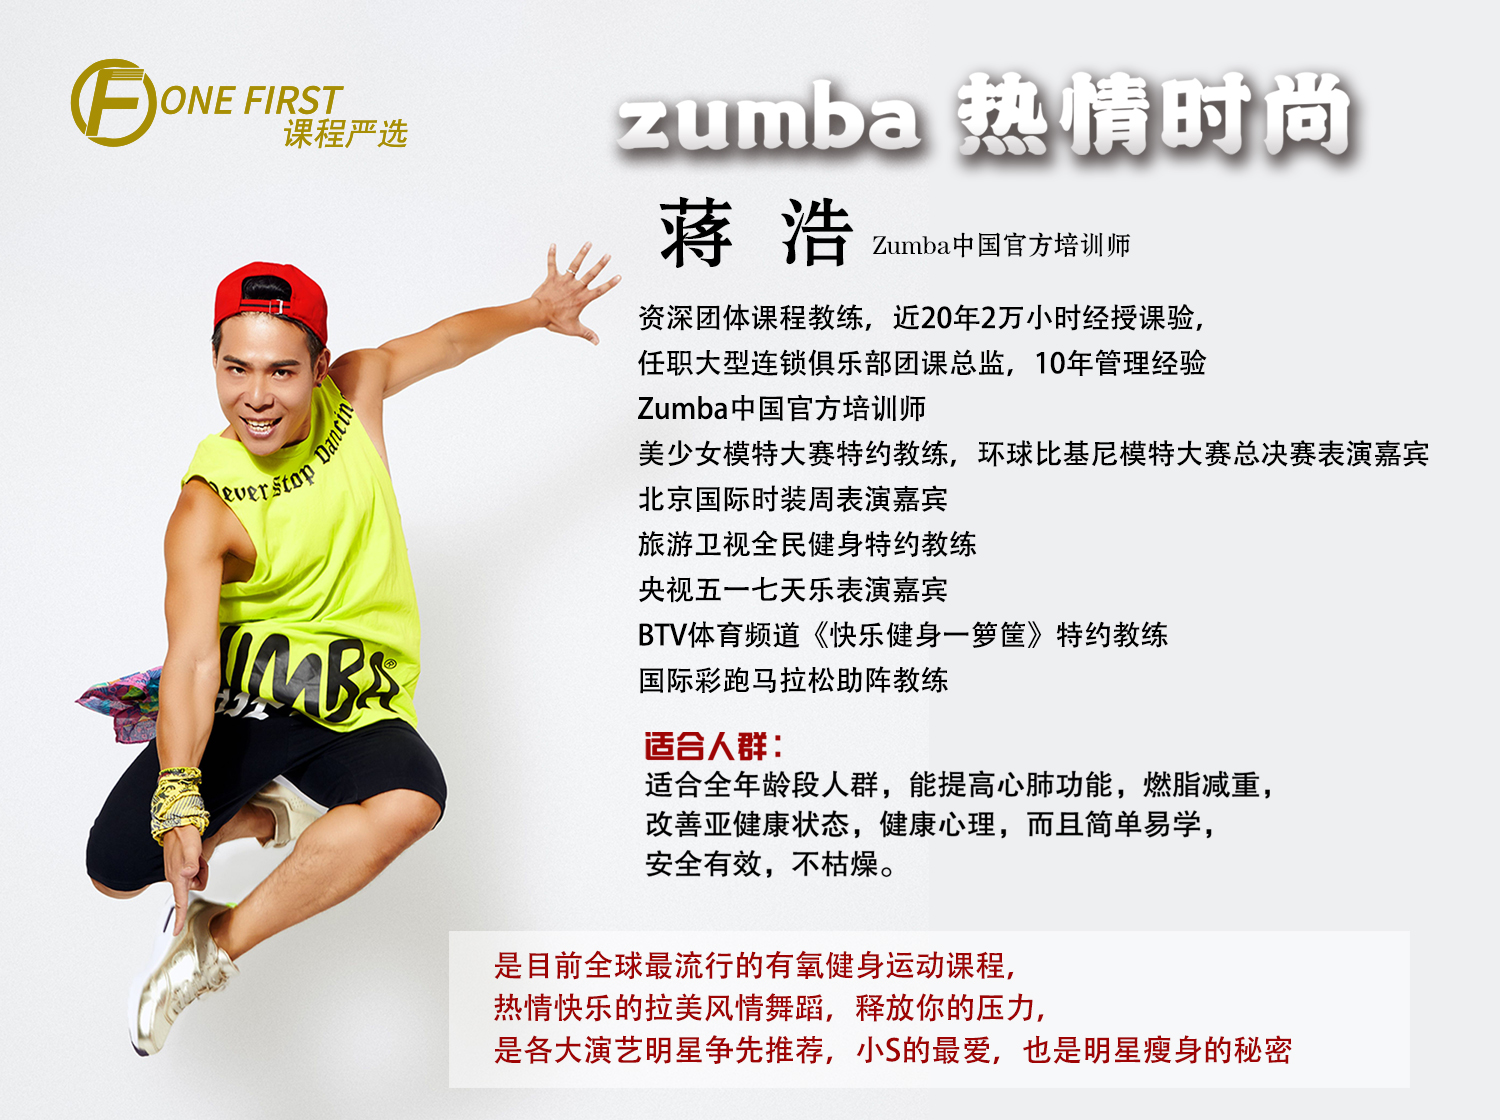 F ONE FIRST
课程严选
zumba 热情时尚
蒋 浩 Zumba中国官方培训师
资深团体课程教练，近20年2万小时经授课验，
任职大型连锁俱乐部团课总监，10年管理经验
Zumba中国官方培训师
美少女模特大赛特约教练，环球比基尼模特大赛总决赛表演嘉宾
北京国际时装周表演嘉宾
旅游卫视全民健身特约教练
央视五一七天乐表演嘉宾
BTV体育频道《快乐健身一箩筐》特约教练
国际彩跑马拉松助阵教练
Never Stop Dancin
ZUMBA®
适合人群：
适合全年龄段人群，能提高心肺功能，燃脂减重，
改善亚健康状态，健康心理，而且简单易学，
安全有效，不枯燥。
是目前全球最流行的有氧健身运动课程，
热情快乐的拉美风情舞蹈，释放你的压力，
是各大演艺明星争先推荐，小S的最爱，也是明星瘦身的秘密